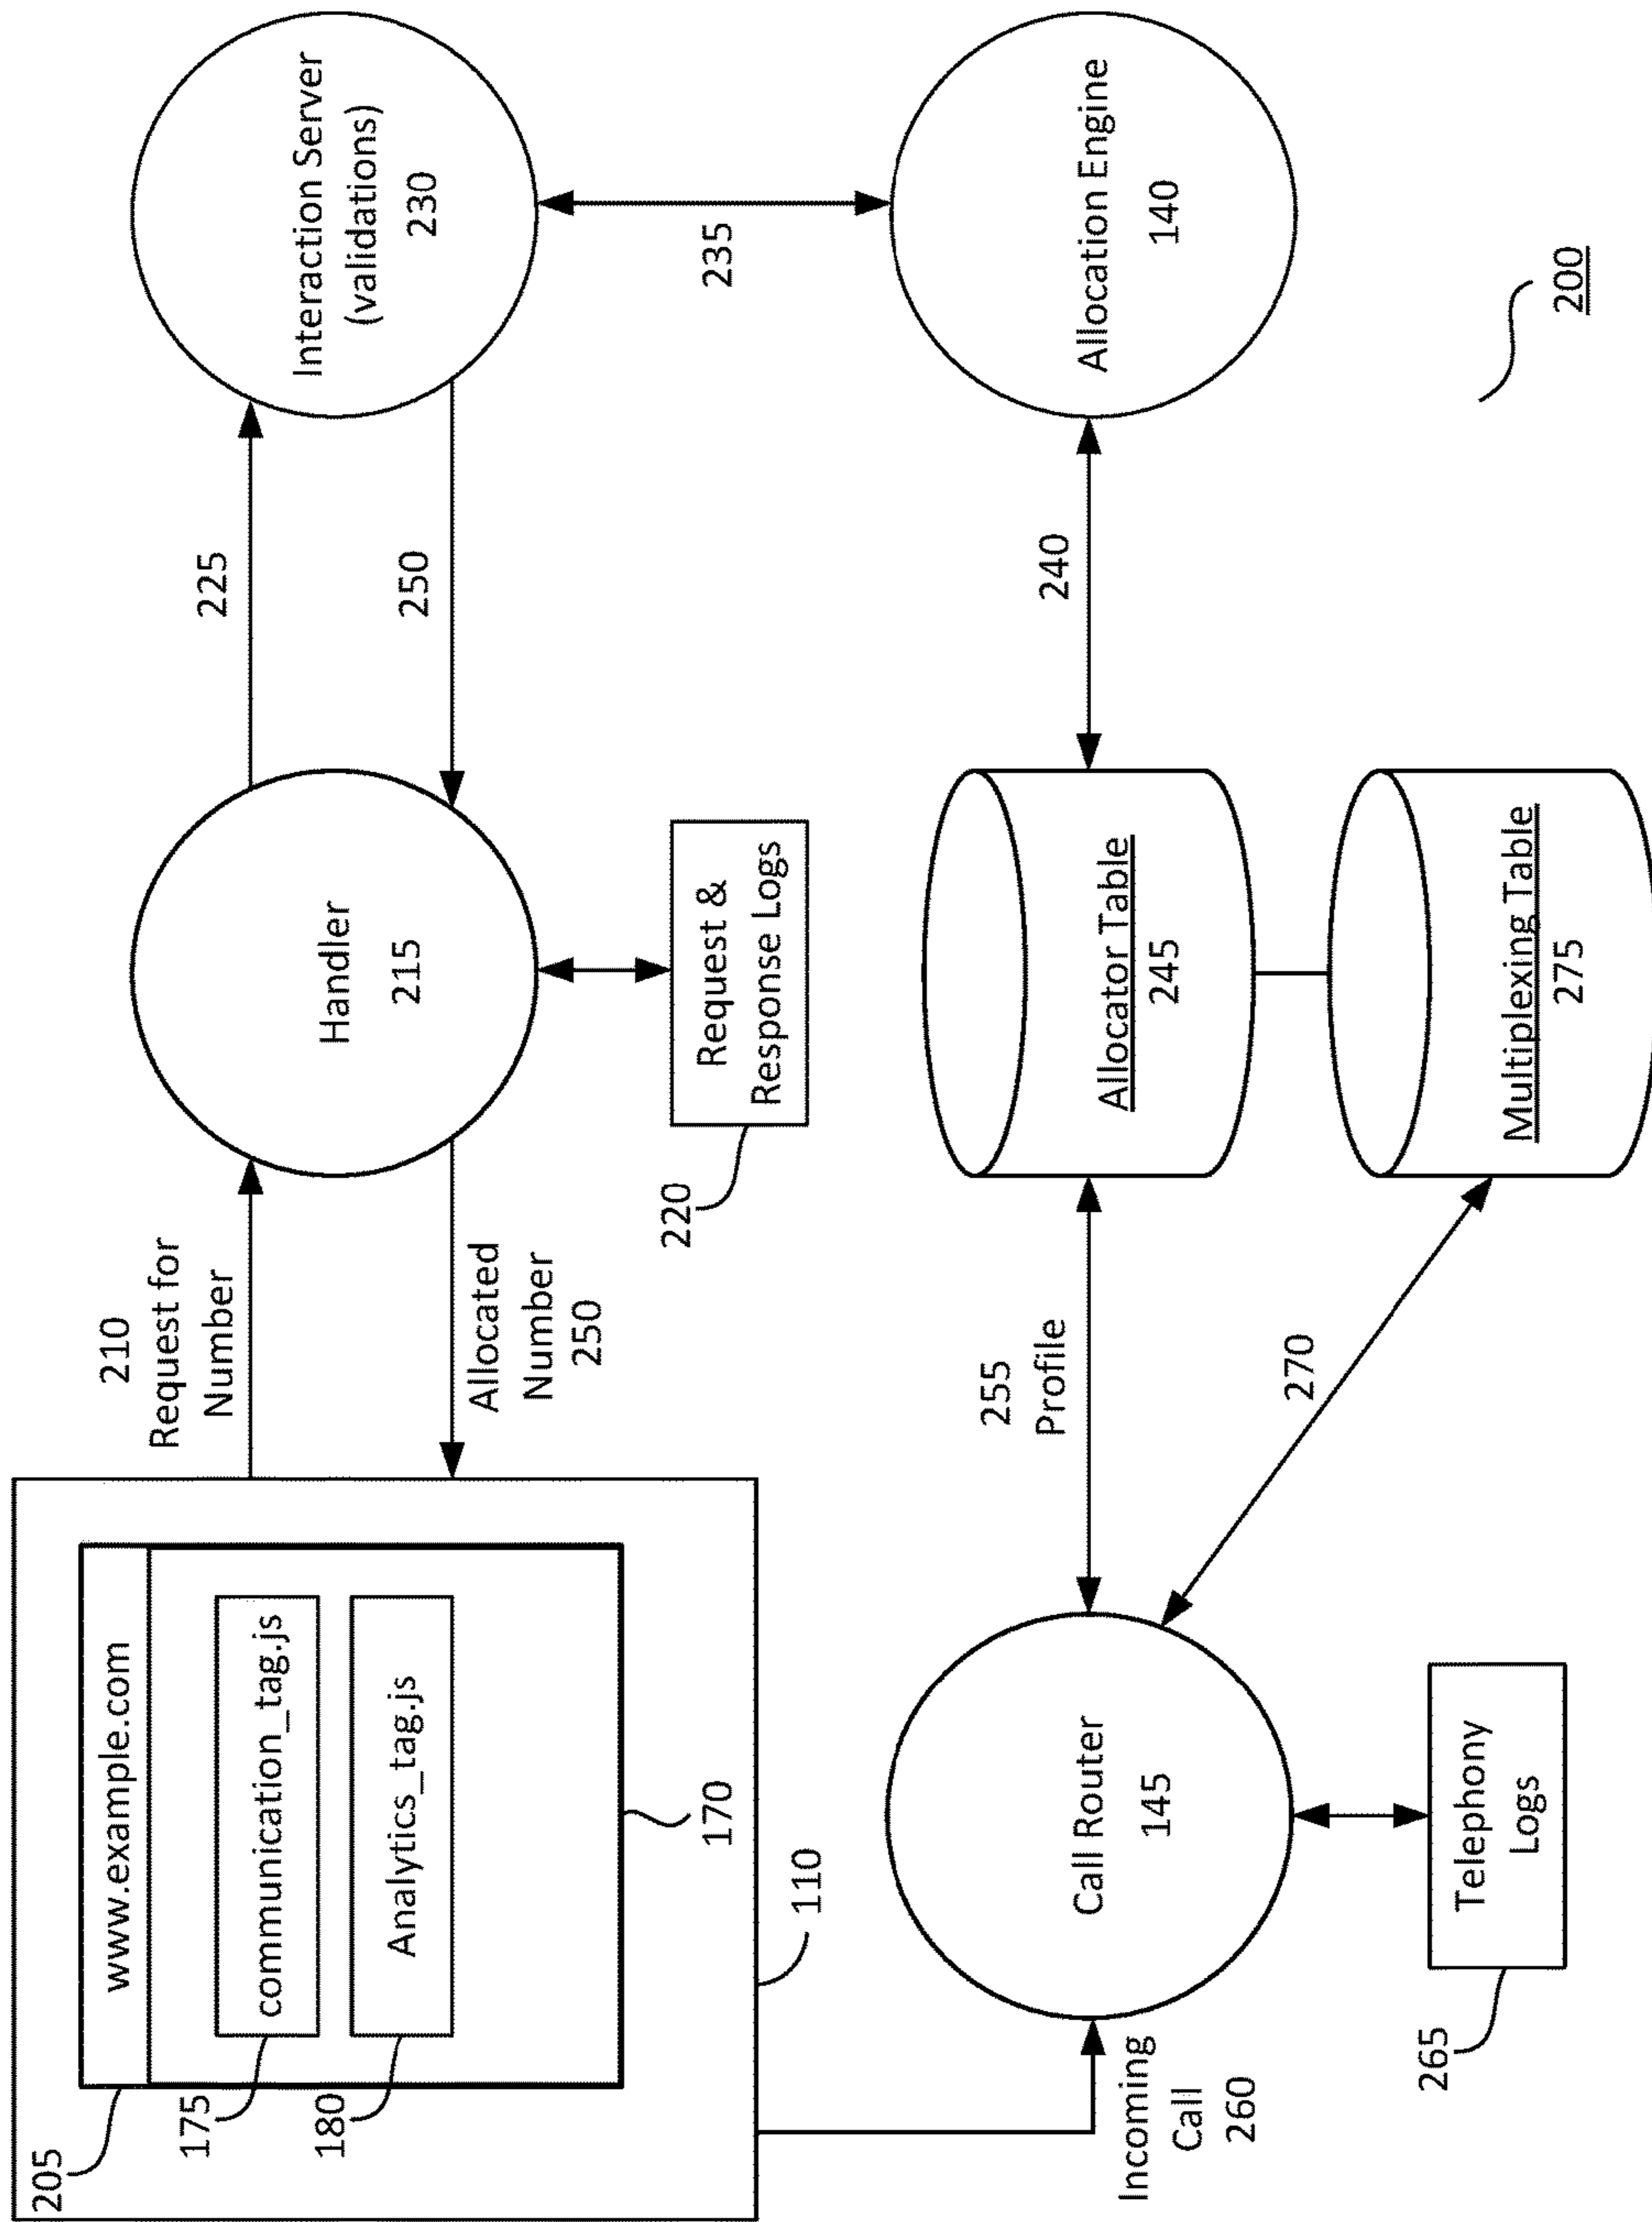 205
www.example.com
175
communication_tag.js
180
Analytics_tag.js
170
110
210
Request for
Number
Allocated
Number
250
Handler
215
220
Request &
Response Logs
225
250
Interaction Server
(validations)
230
235
Incoming
Call
260
Call Router
145
265
Telephony
Logs
255
Profile
270
Allocator Table
245
Multiplexing Table
275
240
Allocation Engine
140
200